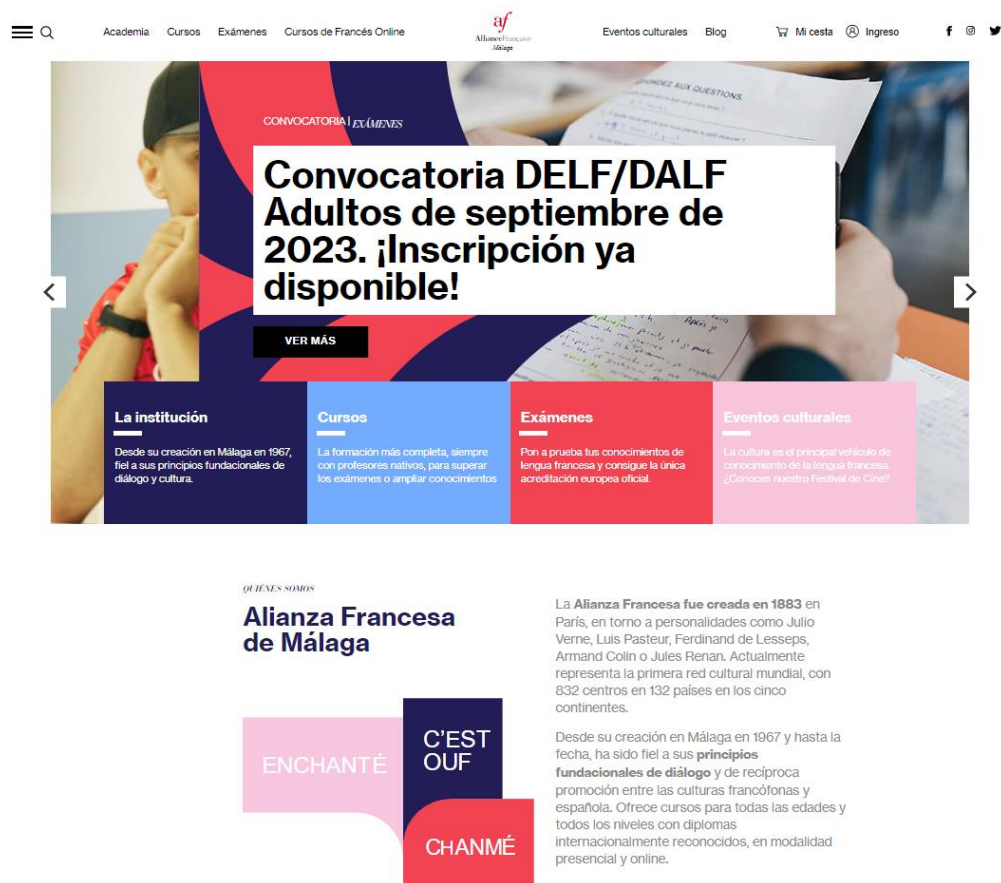 Academia Cursos Exámenes Cursos de Francés Online
af
AllianceFrançaise
Málaga
Eventos culturales Blog
Mi cesta Ingreso
CONVOCATORIA | EXÁMENES
Convocatoria DELF/DALF
Adultos de septiembre de
2023. ¡Inscripción ya
disponible!
VER MÁS
RÉPONDEZ AUX QUESTIONS.
La institución
Desde su creación en Málaga en 1967,
fiel a sus principios fundacionales de
diálogo y cultura.
Cursos
La formación más completa, siempre
con profesores nativos, para superar
los exámenes o ampliar conocimientos
Exámenes
Pon a prueba tus conocimientos de
lengua francesa y consigue la única
acreditación europea oficial.
Eventos culturales
La cultura es el principal vehículo de
conocimiento de la lengua francesa.
¿Conoces nuestro Festival de Cine?
QUIÉNES SOMOS
Alianza Francesa
de Málaga
ENCHANTÉ
C'EST
OUF
CHANMÉ
La Alianza Francesa fue creada en 1883 en
París, en torno a personalidades como Julio
Verne, Luis Pasteur, Ferdinand de Lesseps,
Armand Colin o Jules Renan. Actualmente
representa la primera red cultural mundial, con
832 centros en 132 países en los cinco
continentes.
Desde su creación en Málaga en 1967 y hasta la
fecha, ha sido fiel a sus principios
fundacionales de diálogo y de recíproca
promoción entre las culturas francófonas y
española. Ofrece cursos para todas las edades y
todos los niveles con diplomas
internacionalmente reconocidos, en modalidad
presencial y online.